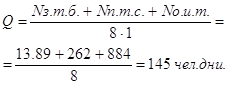 Q = Nз.т.б. + Nп.т.с. + Nо.и.т. / 8 · 1 =
= 13.89 + 262 + 884 / 8 = 145 чел.дни.